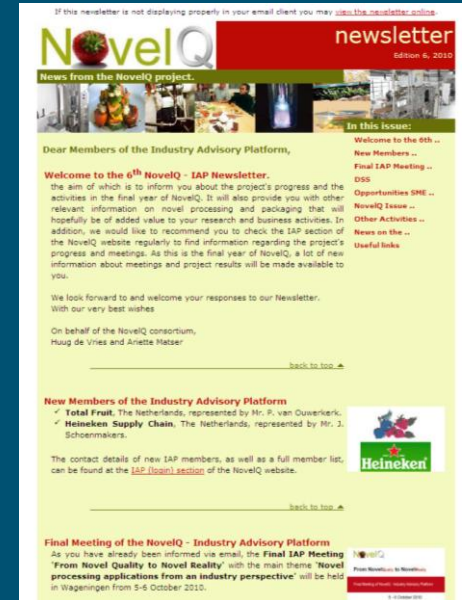 If this newsletter is not displaying properly in your email client you may view the newsletter online.
NovelQ
newsletter
Edition 6, 2010
News from the NovelQ project.
In this issue:
Welcome to the 6th ..
New Members ..
Final IAP Meeting ..
DSS
Opportunities SME ..
NovelQ Issue ..
Other Activities ..
News on the ..
Useful links
Dear Members of the Industry Advisory Platform,
Welcome to the 6th NovelQ - IAP Newsletter.
the aim of which is to inform you about the project's progress and the
activities in the final year of NovelQ. It will also provide you with other
relevant information on novel processing and packaging that will
hopefully be of added value to your research and business activities. In
addition, we would like to recommend you to check the IAP section of
the NovelQ website regularly to find information regarding the project's
progress and meetings. As this is the final year of NovelQ, a lot of new
information about meetings and project results will be made available to
you.
We look forward to and welcome your responses to our Newsletter.
With our very best wishes
On behalf of the NovelQ consortium,
Huug de Vries and Ariette Matser
back to top
New Members of the Industry Advisory Platform
✓ Total Fruit, The Netherlands, represented by Mr. P. van Ouwerkerk.
✓ Heineken Supply Chain, The Netherlands, represented by Mr. J.
Schoenmakers.
Heineken
The contact details of new IAP members, as well as a full member list,
can be found at the IAP (login) section of the NovelQ website.
back to top
Final Meeting of the NovelQ - Industry Advisory Platform
As you have already been informed via email, the Final IAP Meeting
'From Novel Quality to Novel Reality' with the main theme 'Novel
processing applications from an industry perspective' will be held
in Wageningen from 5-6 October 2010.
NovelQ